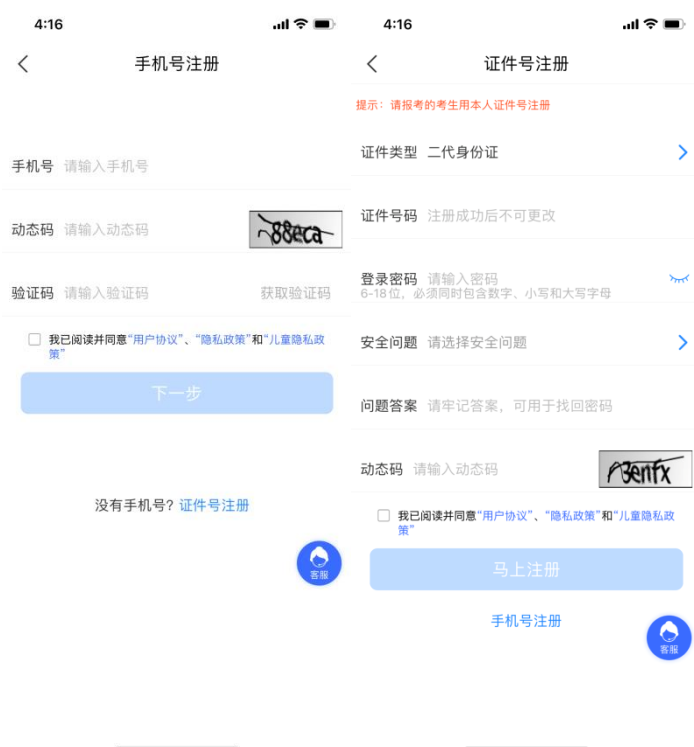 4:16
手机号注册
手机号 请输入手机号
动态码 请输入动态码 88eca
验证码 请输入验证码 获取验证码
我已阅读并同意“用户协议”、“隐私政策”和“儿童隐私政
策”
下一步
没有手机号? 证件号注册
客服
4:16
证件号注册
提示：请报考的考生用本人证件号注册
证件类型 二代身份证
证件号码 注册成功后不可更改
登录密码 请输入密码
6-18位，必须同时包含数字、小写和大写字母
安全问题 请选择安全问题
问题答案 请牢记答案，可用于找回密码
动态码 请输入动态码
我已阅读并同意“用户协议”、“隐私政策”和“儿童隐私政
策”
马上注册
手机号注册
客服